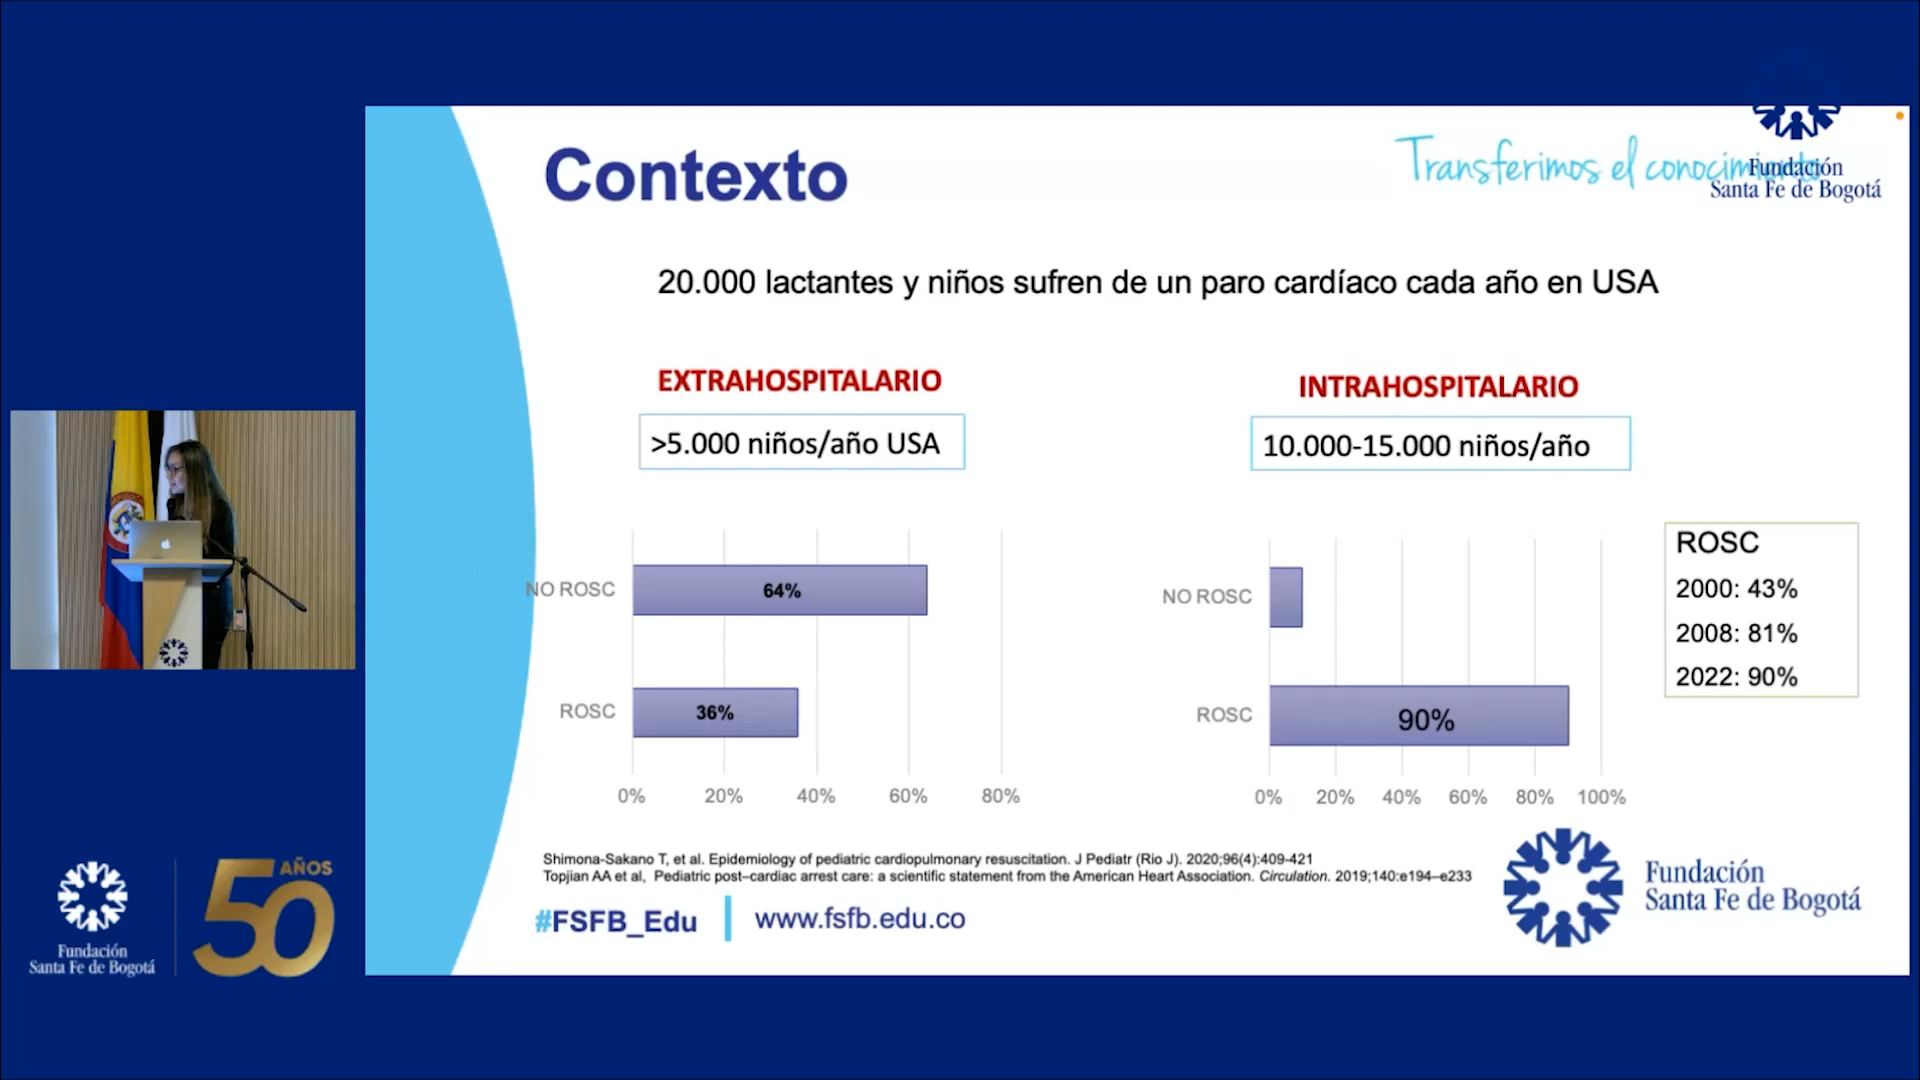 Contexto
Transferimos el conocimiento
Fundación
Santa Fe de Bogotá
20.000 lactantes y niños sufren de un paro cardíaco cada año en USA
EXTRAHOSPITALARIO
>5.000 niños/año USA
NO ROSC
64%
ROSC
36%
0% 20% 40% 60% 80%
INTRAHOSPITALARIO
10.000-15.000 niños/año
NO ROSC
ROSC
90%
0% 20% 40% 60% 80% 100%
ROSC
2000: 43%
2008: 81%
2022: 90%
Shimona-Sakano T, et al. Epidemiology of pediatric cardiopulmonary resuscitation. J Pediatr (Rio J). 2020;96(4):409-421
Topjian AA et al, Pediatric post–cardiac arrest care: a scientific statement from the American Heart Association. Circulation. 2019;140:e194–e233
#FSFB_Edu www.fsfb.edu.co
Fundación
Santa Fe de Bogotá
Fundación
Santa Fe de Bogotá
50 AÑOS